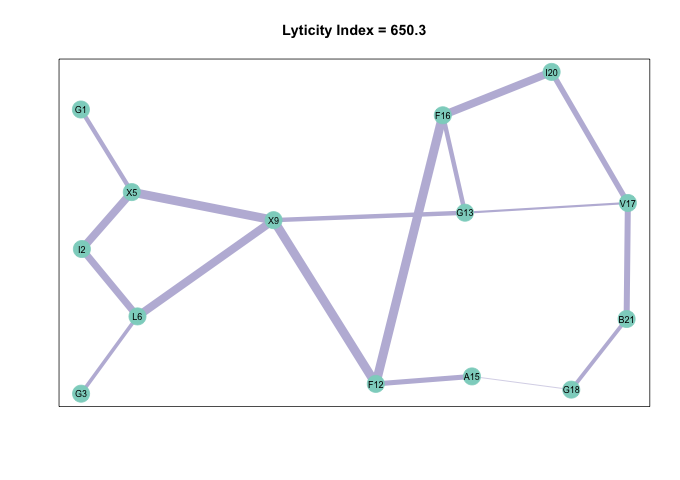 Lyticity Index = 650.3
I20
G1
F16
X5
V17
G13
X9
I2
L6
B21
A15
F12
G18
G3